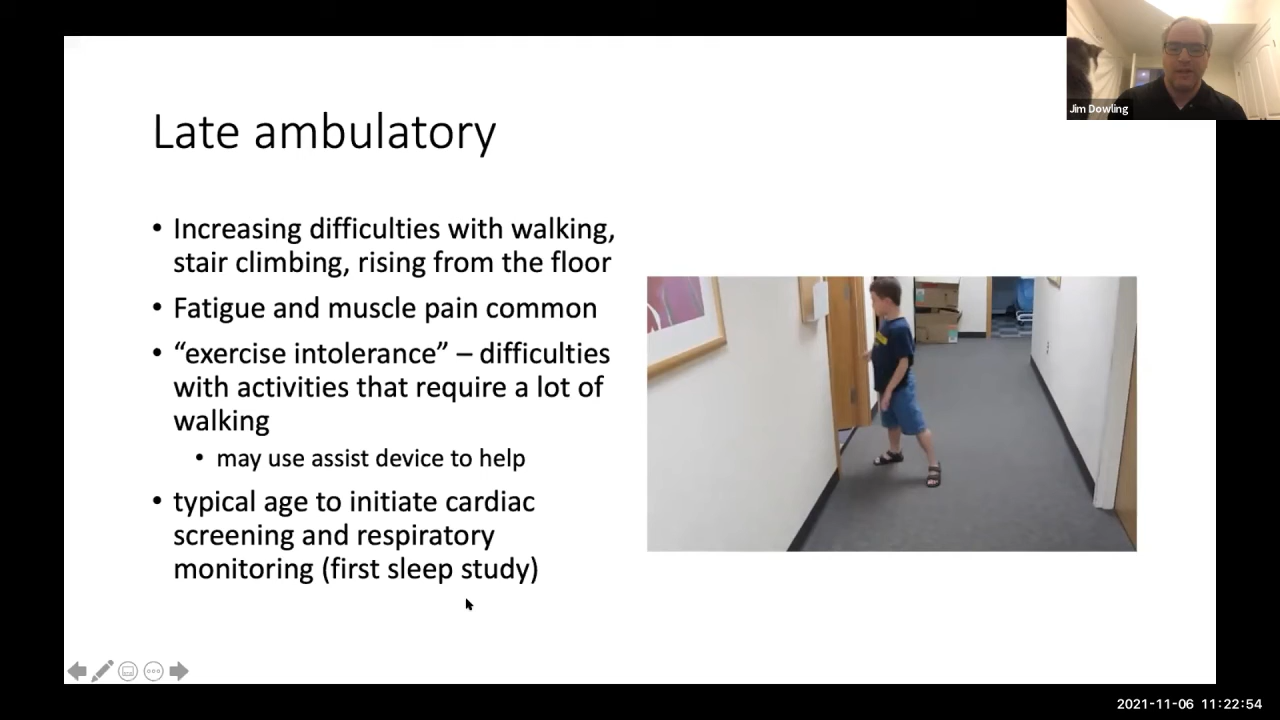 Jim Dowling
Late ambulatory
• Increasing difficulties with walking,
stair climbing, rising from the floor
• Fatigue and muscle pain common
• “exercise intolerance” – difficulties
with activities that require a lot of
walking
• may use assist device to help
• typical age to initiate cardiac
screening and respiratory
monitoring (first sleep study)
2021-11-06 11:22:54